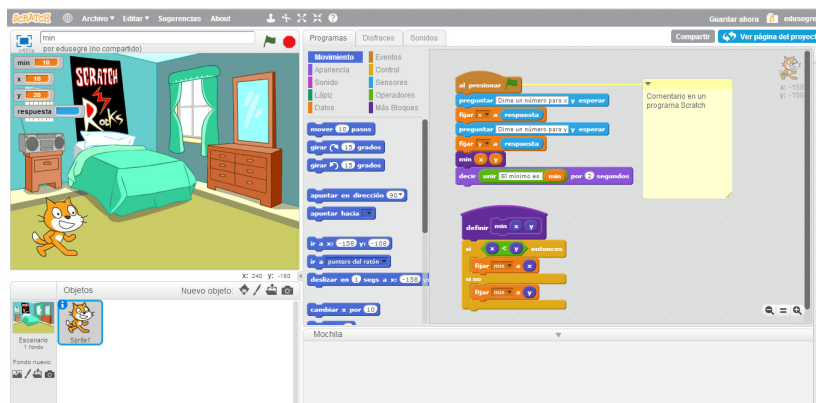 SCRATCH Archivo Editar Sugerencias About Guardar ahora edusegre
min
por edusegre (no compartido)
min 10
x 10
y 20
respuesta
SCRATCH
Rocks
x: 240 y: -180
Programas Disfraces Sonidos
Compartir Ver página del proyect
Movimiento Eventos
Apariencia Control
Sonido Sensores
Lápiz Operadores
Datos Más Bloques
mover 10 pasos
girar 15 grados
girar 15 grados
apuntar en dirección 90
apuntar hacia
ir a x: -158 y: -108
ir a puntero del ratón
deslizar en 1 segs a x: -158 y
cambiar x por 10
al presionar
preguntar Dime un número para x y esperar
fijar x a respuesta
preguntar Dime un número para y y esperar
fijar y a respuesta
min x y
decir unir El mínimo es min por 2 segundos
Comentario en un
programa Scratch
x: -158
y: -108
definir min x y
si x < y entonces
fijar min a x
si no
fijar min a y
Objetos Nuevo objeto:
Escenario
1 fondo
Sprite1
Fondo nuevo:
Mochila